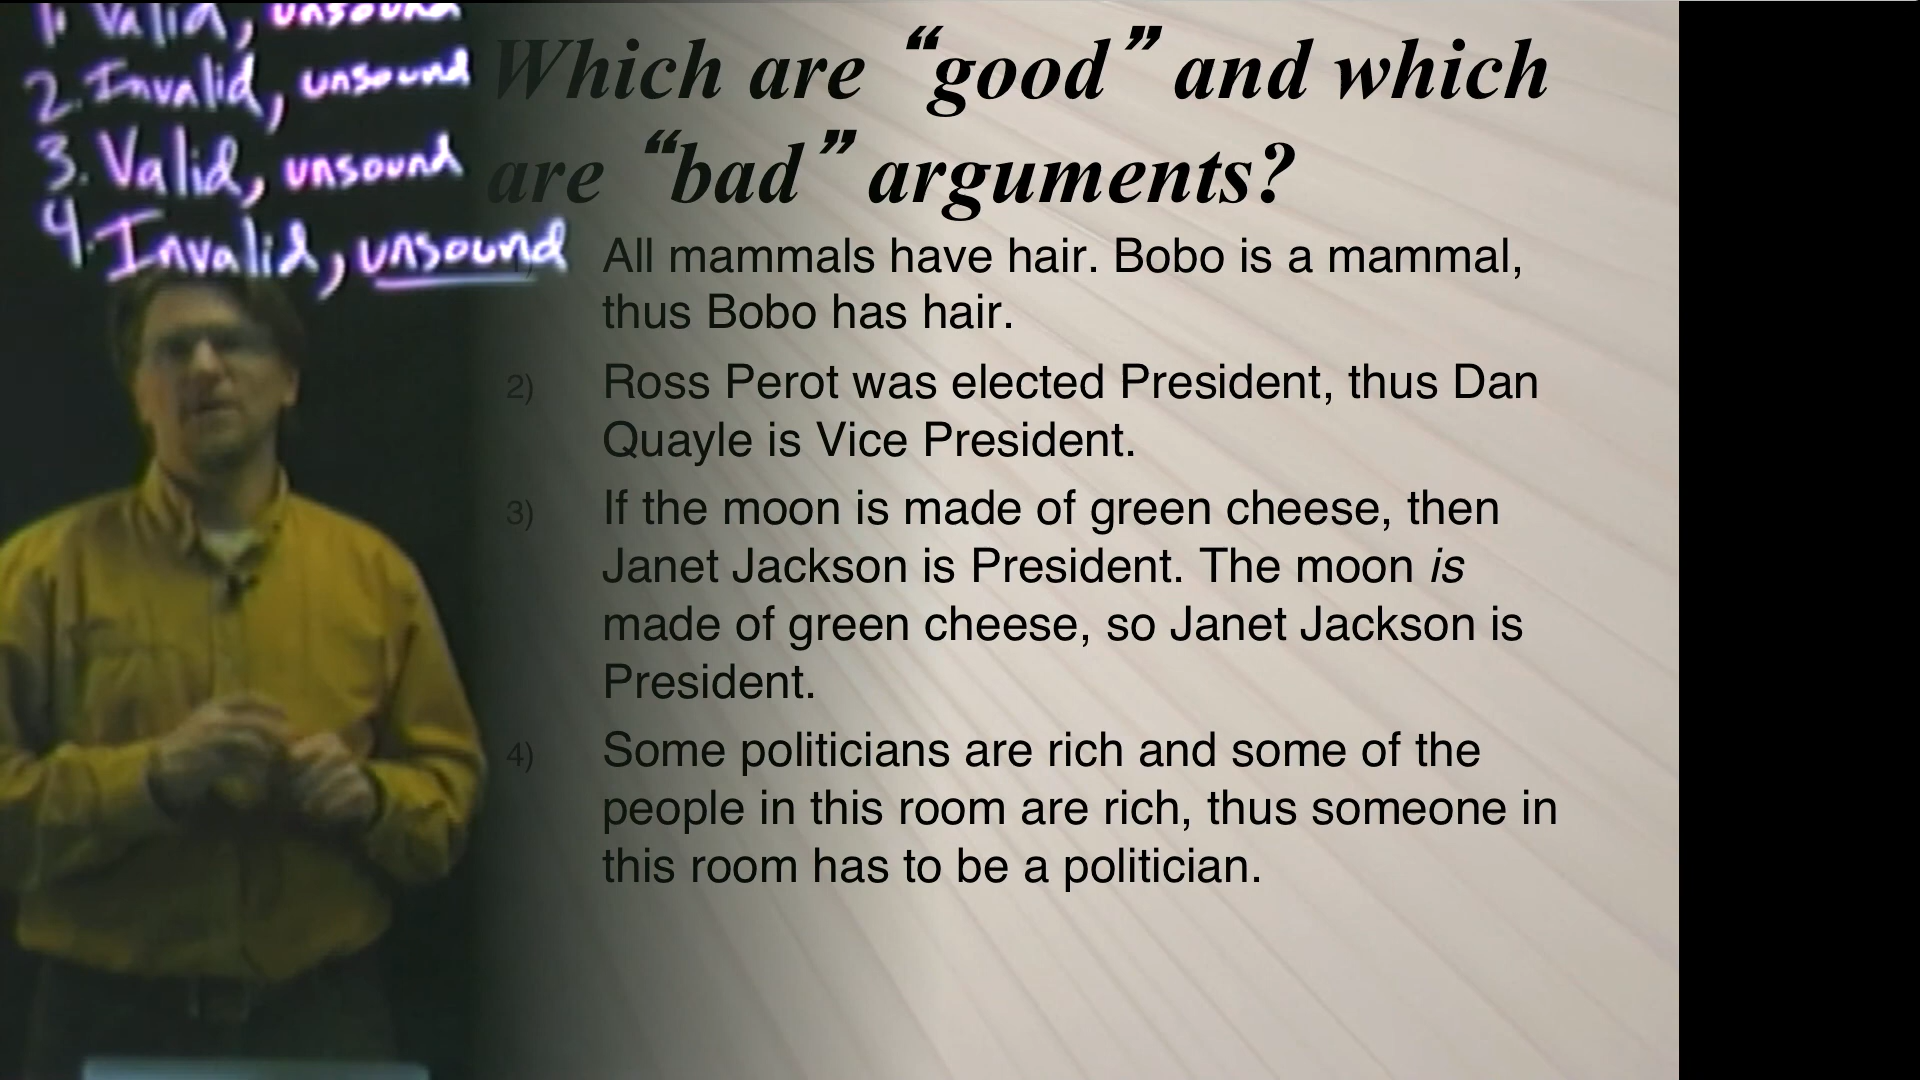 1. Valid, unsound
2. Invalid, unsound
3. Valid, unsound
4. Invalid, unsound
Which are “good” and which
are “bad” arguments?
1) All mammals have hair. Bobo is a mammal,
thus Bobo has hair.
2) Ross Perot was elected President, thus Dan
Quayle is Vice President.
3) If the moon is made of green cheese, then
Janet Jackson is President. The moon is
made of green cheese, so Janet Jackson is
President.
4) Some politicians are rich and some of the
people in this room are rich, thus someone in
this room has to be a politician.